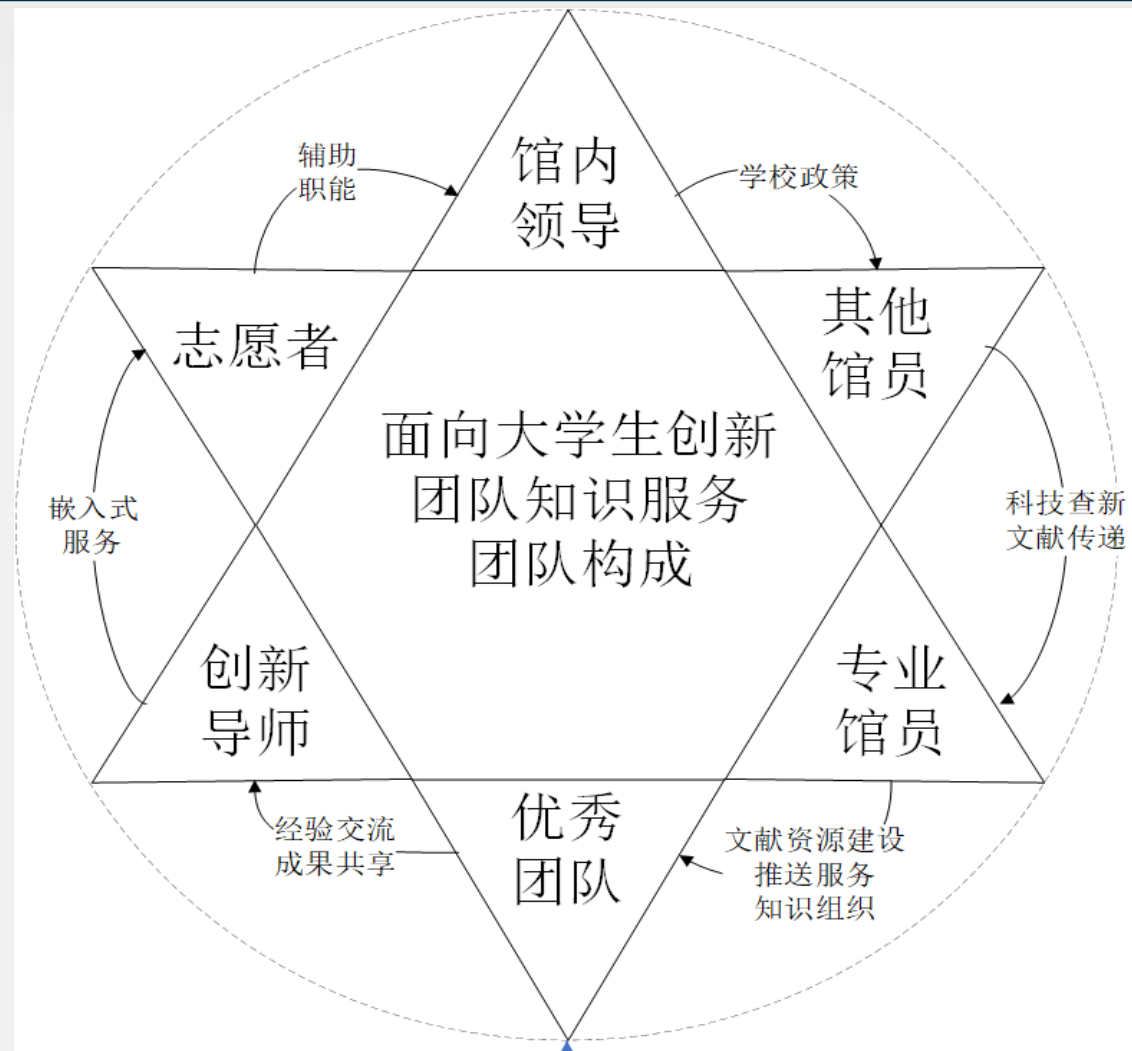 馆内
领导
辅助
职能
学校政策
志愿者
其他
馆员
面向大学生创新
团队知识服务
团队构成
嵌入式
服务
科技查新
文献传递
创新
导师
专业
馆员
优秀
团队
经验交流
成果共享
文献资源建设
推送服务
知识组织